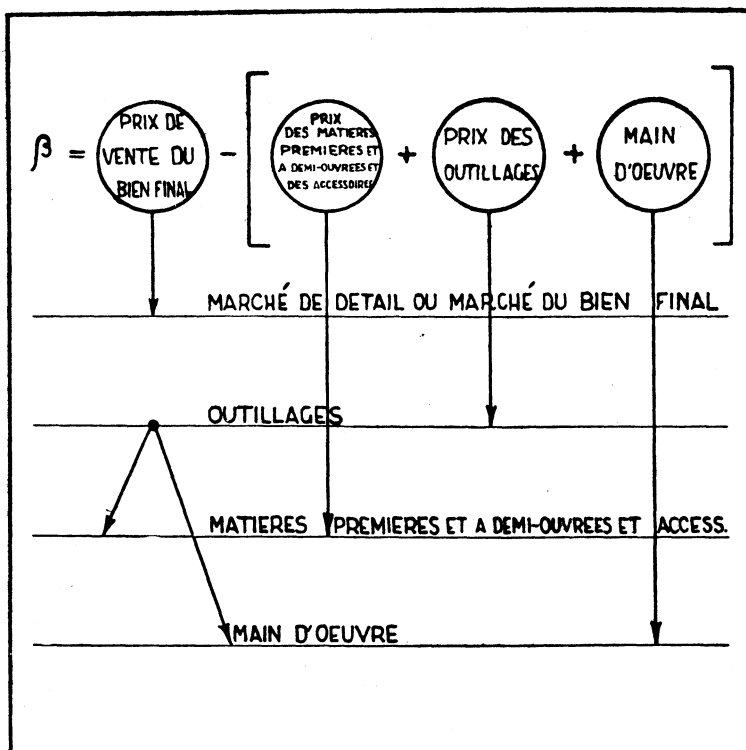 β = PRIX DE VENTE DU BIEN FINAL - [ PRIX DES MATIERES PREMIERES ET A DEMI-OUVREES ET DES ACCESSOIRES + PRIX DES OUTILLAGES + MAIN D'OEUVRE ]
MARCHÉ DE DETAIL OU MARCHÉ DU BIEN FINAL
OUTILLAGES
MATIERES PREMIERES ET A DEMI-OUVREES ET ACCESS.
MAIN D'OEUVRE